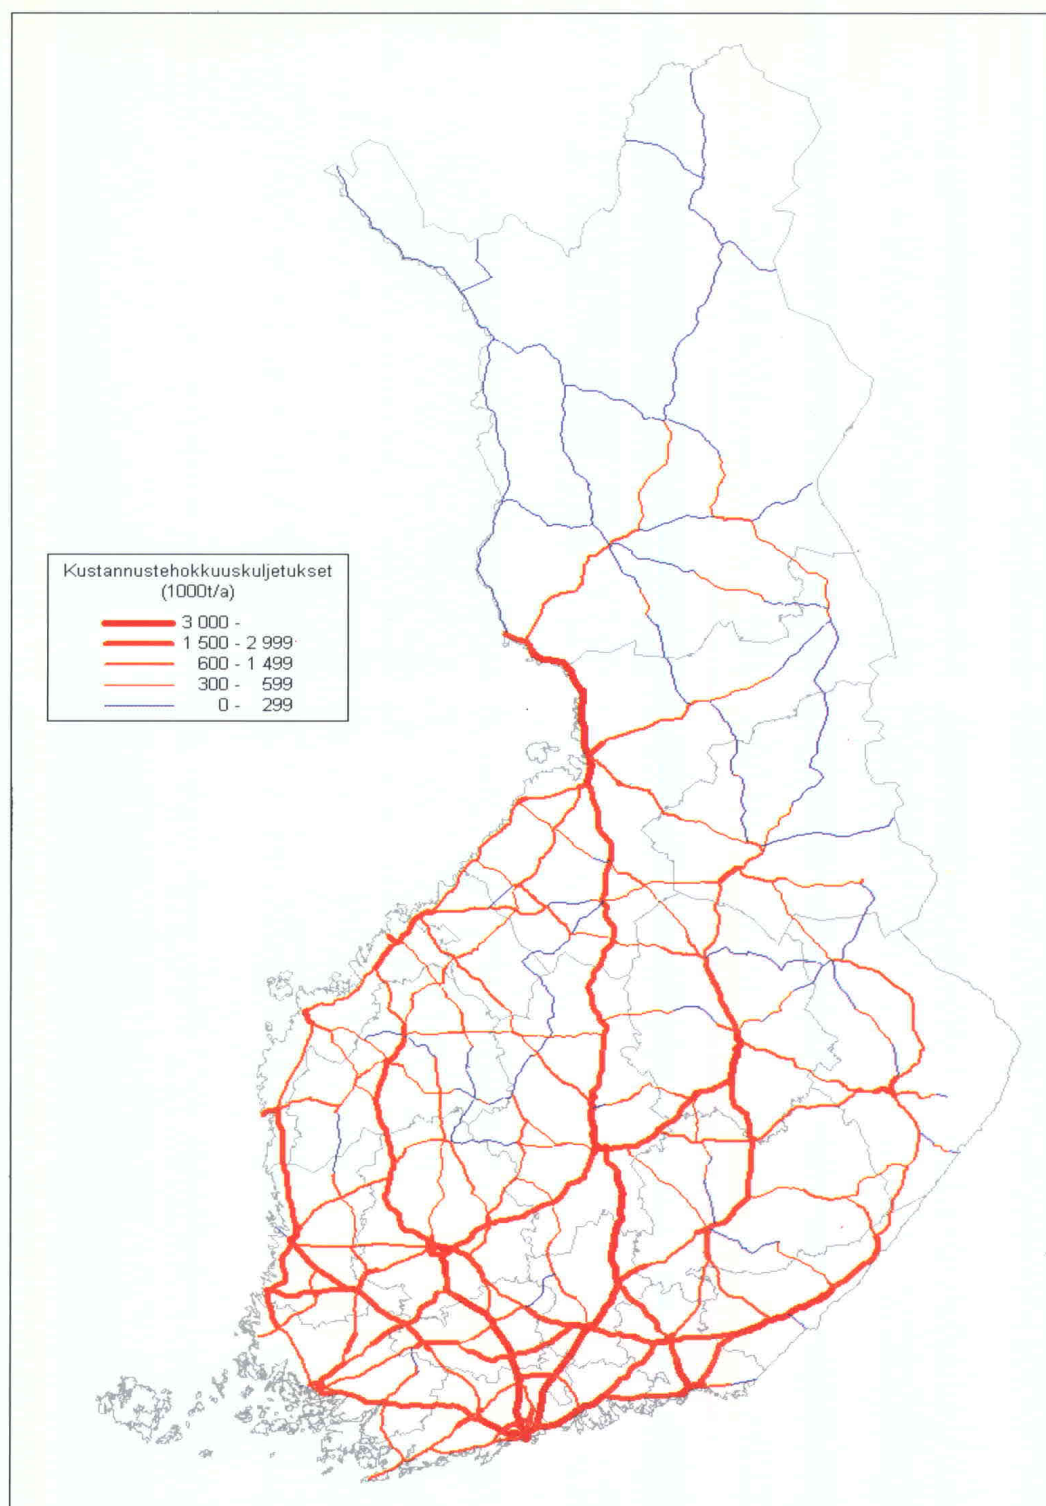 Kustannustehokkuuskuljetukset
(1000t/a)
3 000 -
1 500 - 2 999
600 - 1 499
300 - 599
0 - 299